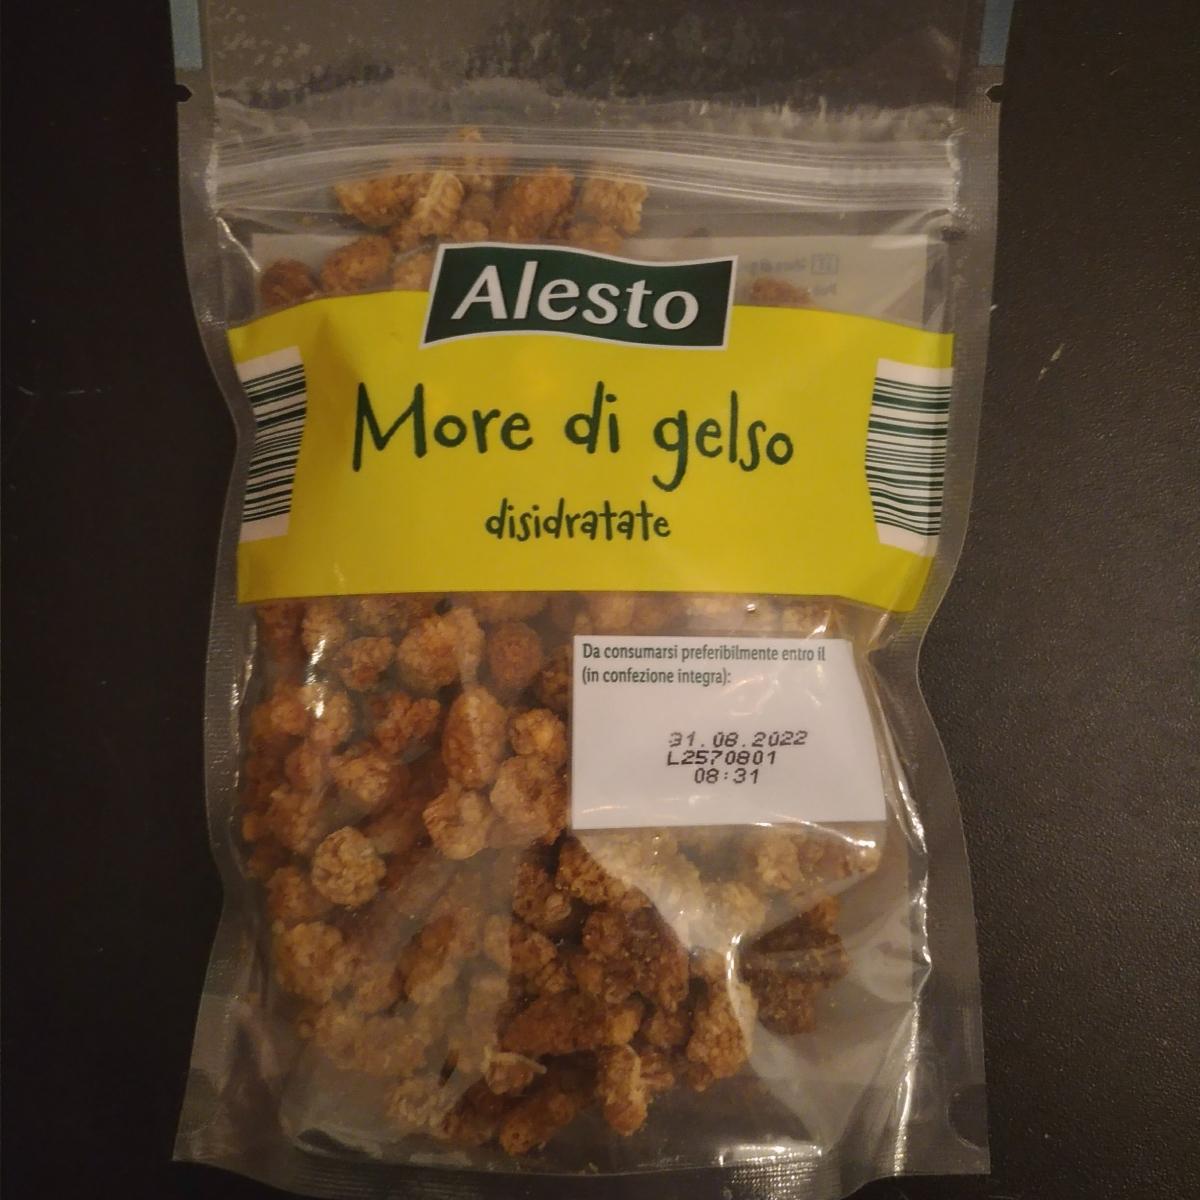 Alesto
More di gelso
disidratate
Da consumarsi preferibilmente entro il
(in confezione integra):
31.08.2022
L2570801
08:31